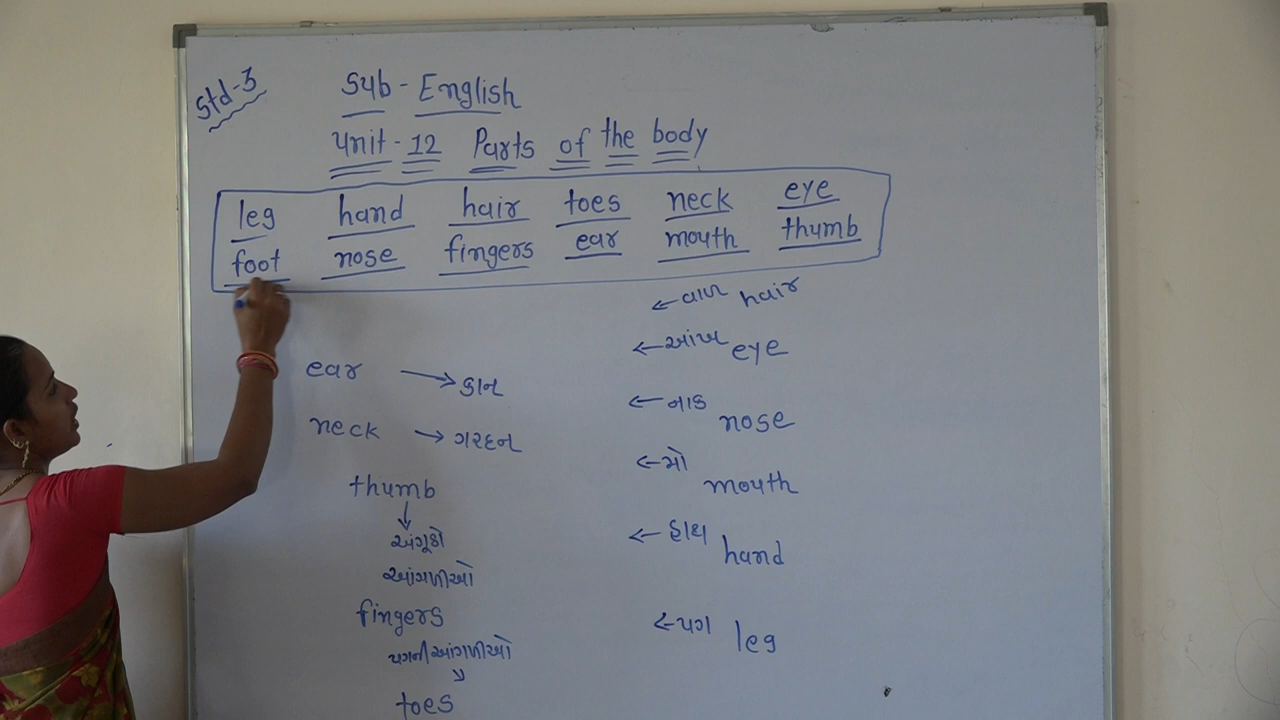 Std-3
Sub - English
Unit - 12 Parts of the body
leg hand hair toes neck eye
foot nose fingers ear mouth thumb
ear → કાન
neck → ગરદન
thumb
↓
અંગૂઠો
આંગળીઓ
fingers
પગની આંગળીઓ
toes
← વાળ hair
← આંખ eye
← નાક nose
← મોં mouth
← હાથ hand
← પગ leg